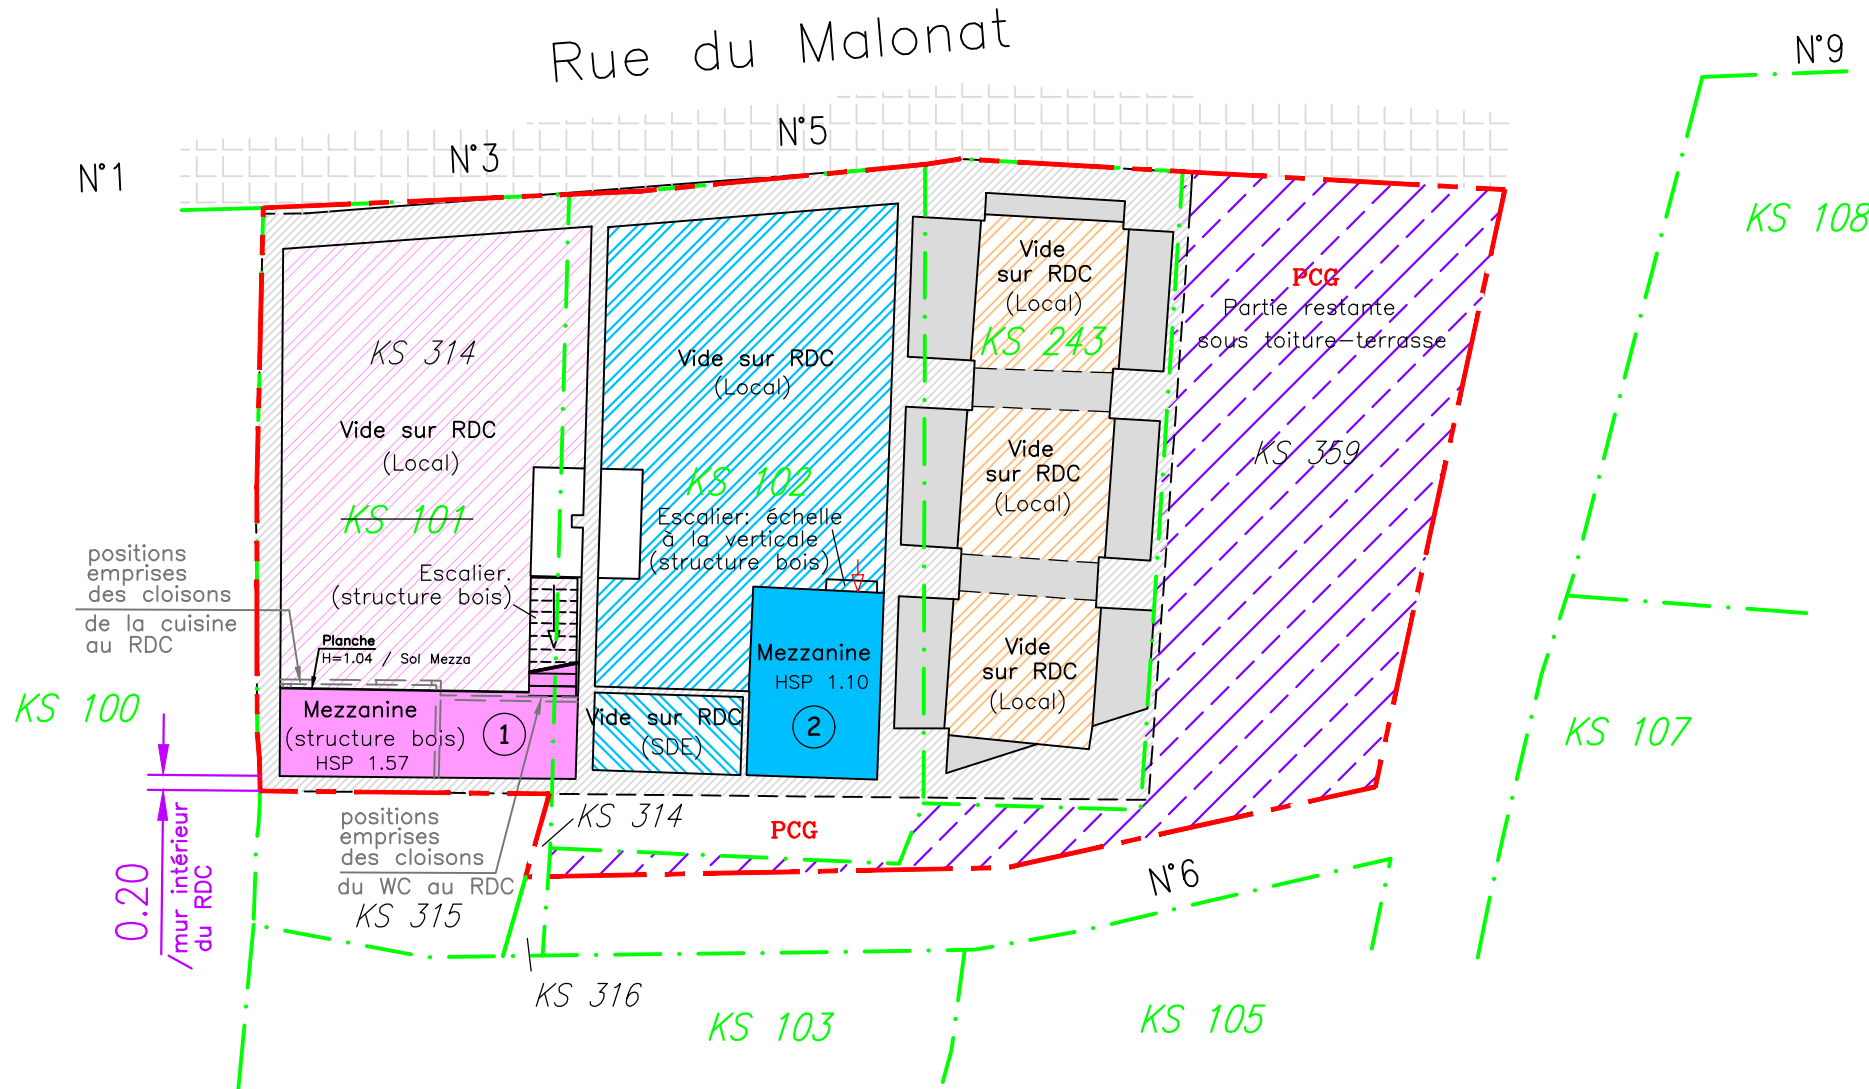 Rue du Malonat
N°9
N°1
N°3
N°5
KS 108
Vide
sur RDC
(Local)
KS 243
PCG
Partie restante
sous toiture-terrasse
KS 314
Vide sur RDC
(Local)
Vide sur RDC
(Local)
KS 101
KS 102
Escalier: échelle
à la verticale
(structure bois)
Vide
sur RDC
(Local)
KS 359
positions
emprises
des cloisons
de la cuisine
au RDC
Escalier.
(structure bois)
Planche
H=1.04 / Sol Mezza
Mezzanine
HSP 1.10
2
Vide
sur RDC
(Local)
KS 100
Mezzanine
(structure bois)
HSP 1.57
1
Vide sur RDC
(SDE)
KS 107
0.20
/mur intérieur
du RDC
positions
emprises
des cloisons
du WC au RDC
KS 314
PCG
KS 315
N°6
KS 316
KS 103
KS 105